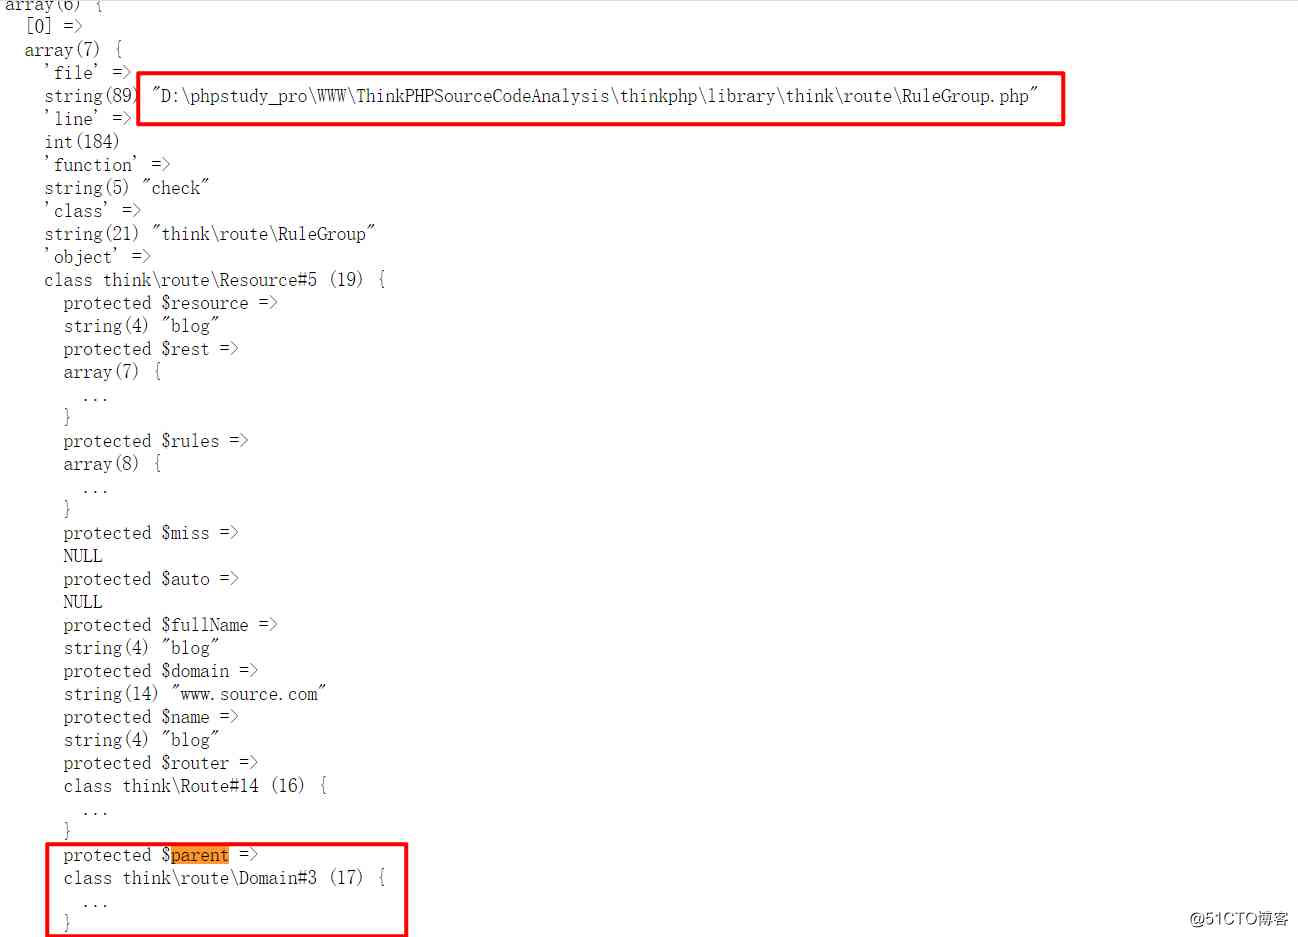 array(6) {
[0] =>
array(7) {
'file' =>
string(89) "D:\phpstudy_pro\WWW\ThinkPHPSourceCodeAnalysis\thinkphp\library\think\route\RuleGroup.php"
'line' =>
int(184)
'function' =>
string(5) "check"
'class' =>
string(21) "think\route\RuleGroup"
'object' =>
class think\route\Resource#5 (19) {
protected $resource =>
string(4) "blog"
protected $rest =>
array(7) {
...
}
protected $rules =>
array(8) {
...
}
protected $miss =>
NULL
protected $auto =>
NULL
protected $fullName =>
string(4) "blog"
protected $domain =>
string(14) "www.source.com"
protected $name =>
string(4) "blog"
protected $router =>
class think\Route#14 (16) {
...
}
protected $parent =>
class think\route\Domain#3 (17) {
...
}
@51CTO博客